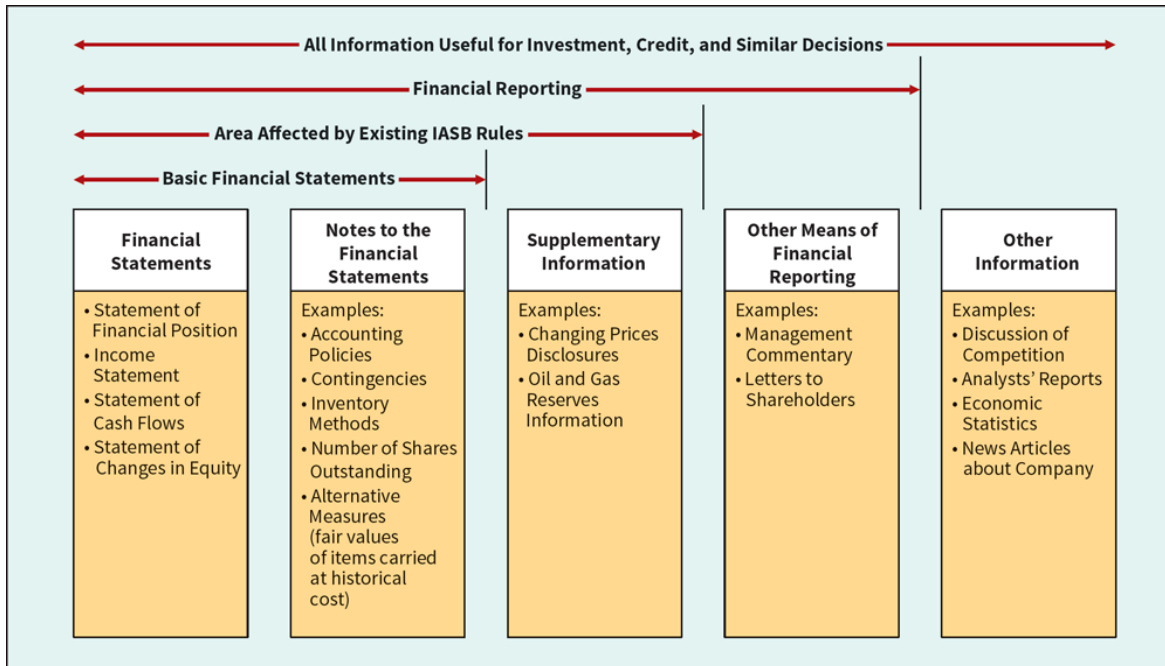 All Information Useful for Investment, Credit, and Similar Decisions
Financial Reporting
Area Affected by Existing IASB Rules
Basic Financial Statements
Financial
Statements
• Statement of
Financial Position
• Income
Statement
• Statement of
Cash Flows
• Statement of
Changes in Equity
Notes to the
Financial
Statements
Examples:
• Accounting
Policies
• Contingencies
• Inventory
Methods
• Number of Shares
Outstanding
• Alternative
Measures
(fair values
of items carried
at historical
cost)
Supplementary
Information
Examples:
• Changing Prices
Disclosures
• Oil and Gas
Reserves
Information
Other Means of
Financial
Reporting
Examples:
• Management
Commentary
• Letters to
Shareholders
Other
Information
Examples:
• Discussion of
Competition
• Analysts’ Reports
• Economic
Statistics
• News Articles
about Company